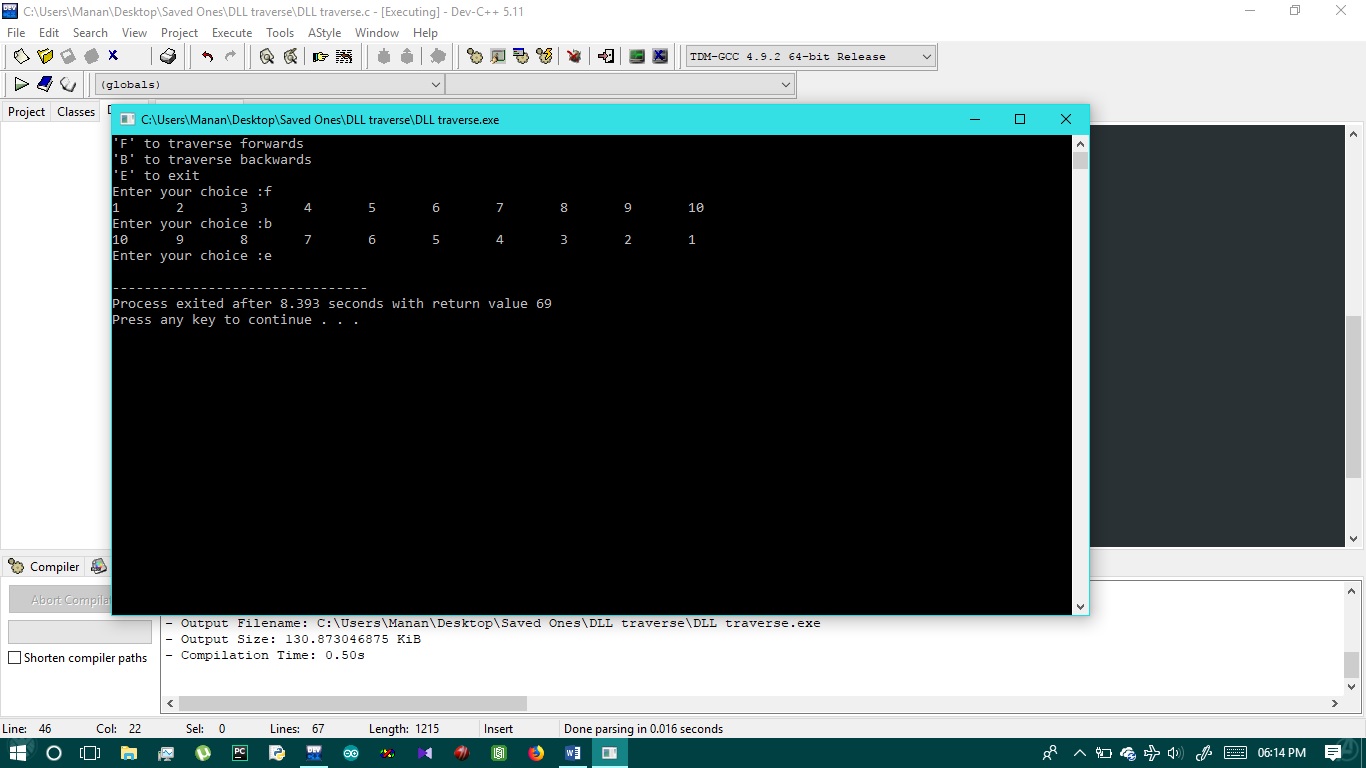 C:\Users\Manan\Desktop\Saved Ones\DLL traverse\DLL traverse.c - [Executing] - Dev-C++ 5.11
File Edit Search View Project Execute Tools AStyle Window Help
TDM-GCC 4.9.2 64-bit Release
(globals)
Project Classes
C:\Users\Manan\Desktop\Saved Ones\DLL traverse\DLL traverse.exe
'F' to traverse forwards
'B' to traverse backwards
'E' to exit
Enter your choice :f
1 2 3 4 5 6 7 8 9 10
Enter your choice :b
10 9 8 7 6 5 4 3 2 1
Enter your choice :e
--------------------------------
Process exited after 8.393 seconds with return value 69
Press any key to continue . . .
Compiler
Abort Compilat
- Output Filename: C:\Users\Manan\Desktop\Saved Ones\DLL traverse\DLL traverse.exe
- Output Size: 130.873046875 KiB
- Compilation Time: 0.50s
Shorten compiler paths
Line: 46 Col: 22 Sel: 0 Lines: 67 Length: 1215 Insert Done parsing in 0.016 seconds
06:14 PM